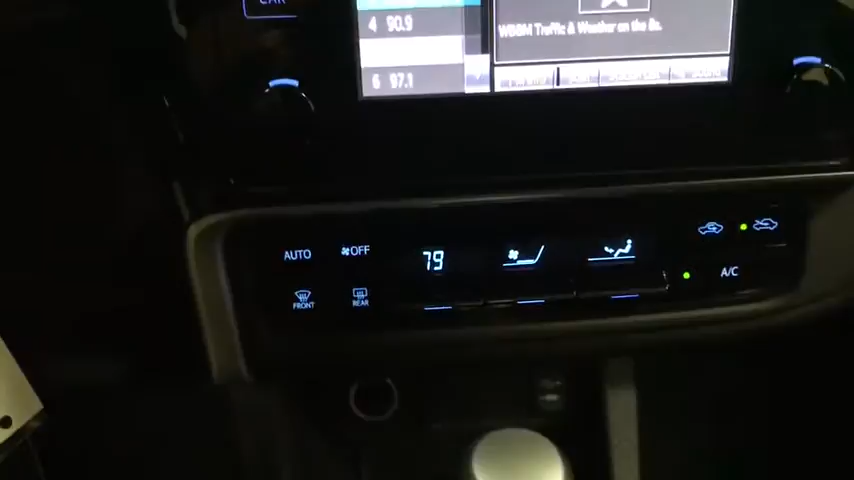 CAR
4 90.9
WBBM Traffic & Weather on the 8s.
6 97.1
AUTO
OFF
79
FRONT
REAR
A/C